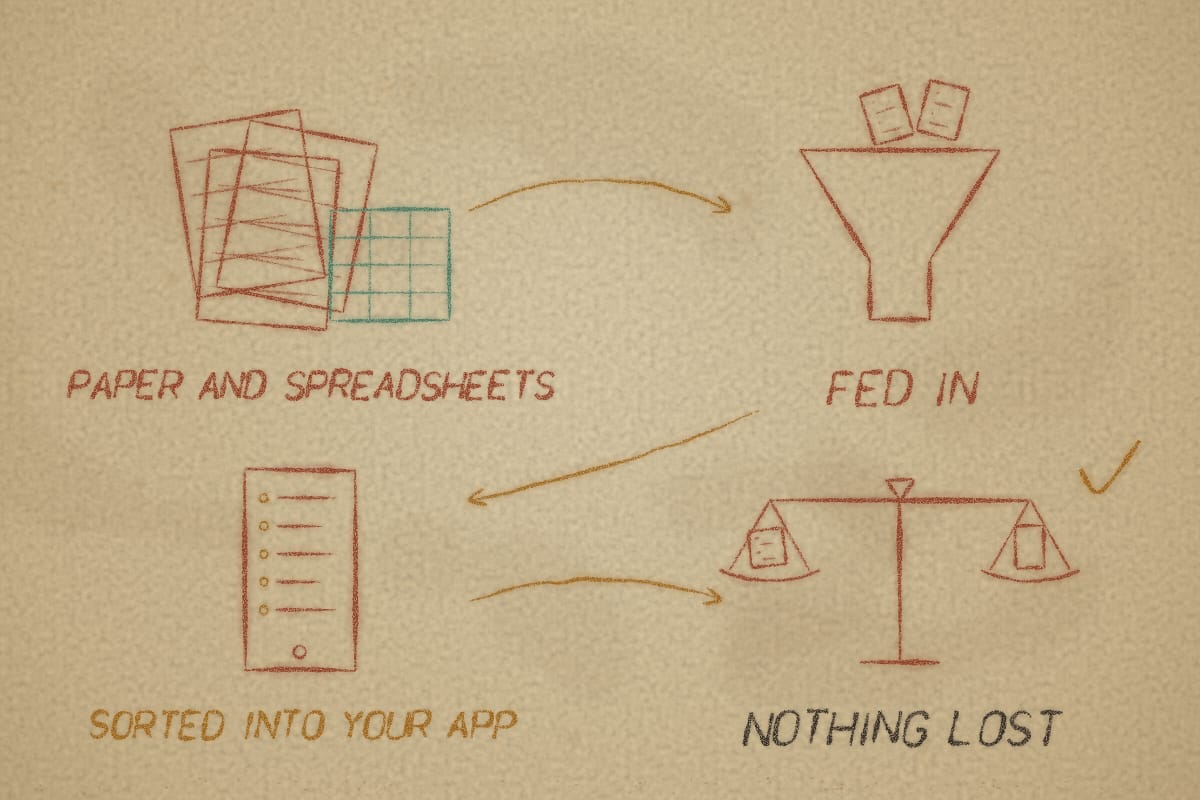 PAPER AND SPREADSHEETS
FED IN
SORTED INTO YOUR APP
NOTHING LOST